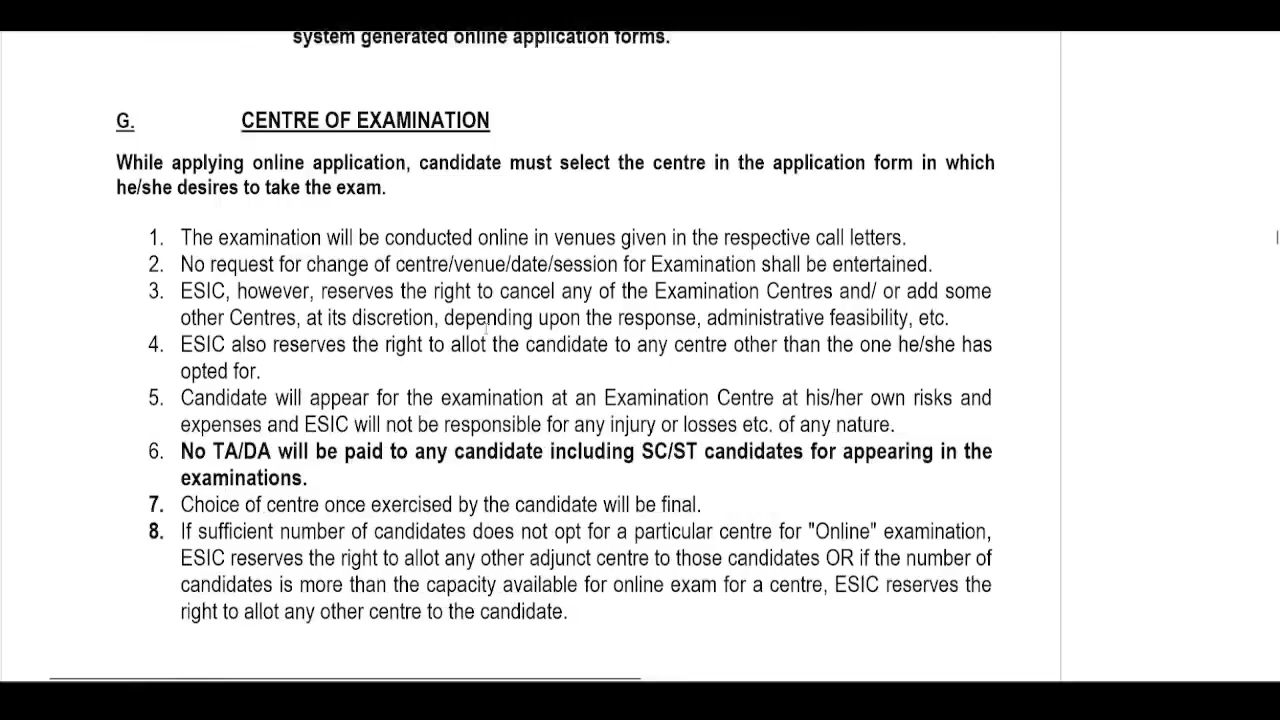 system generated online application forms.
G. CENTRE OF EXAMINATION
While applying online application, candidate must select the centre in the application form in which
he/she desires to take the exam.
1. The examination will be conducted online in venues given in the respective call letters.
2. No request for change of centre/venue/date/session for Examination shall be entertained.
3. ESIC, however, reserves the right to cancel any of the Examination Centres and/ or add some
other Centres, at its discretion, depending upon the response, administrative feasibility, etc.
4. ESIC also reserves the right to allot the candidate to any centre other than the one he/she has
opted for.
5. Candidate will appear for the examination at an Examination Centre at his/her own risks and
expenses and ESIC will not be responsible for any injury or losses etc. of any nature.
6. No TA/DA will be paid to any candidate including SC/ST candidates for appearing in the
examinations.
7. Choice of centre once exercised by the candidate will be final.
8. If sufficient number of candidates does not opt for a particular centre for "Online" examination,
ESIC reserves the right to allot any other adjunct centre to those candidates OR if the number of
candidates is more than the capacity available for online exam for a centre, ESIC reserves the
right to allot any other centre to the candidate.